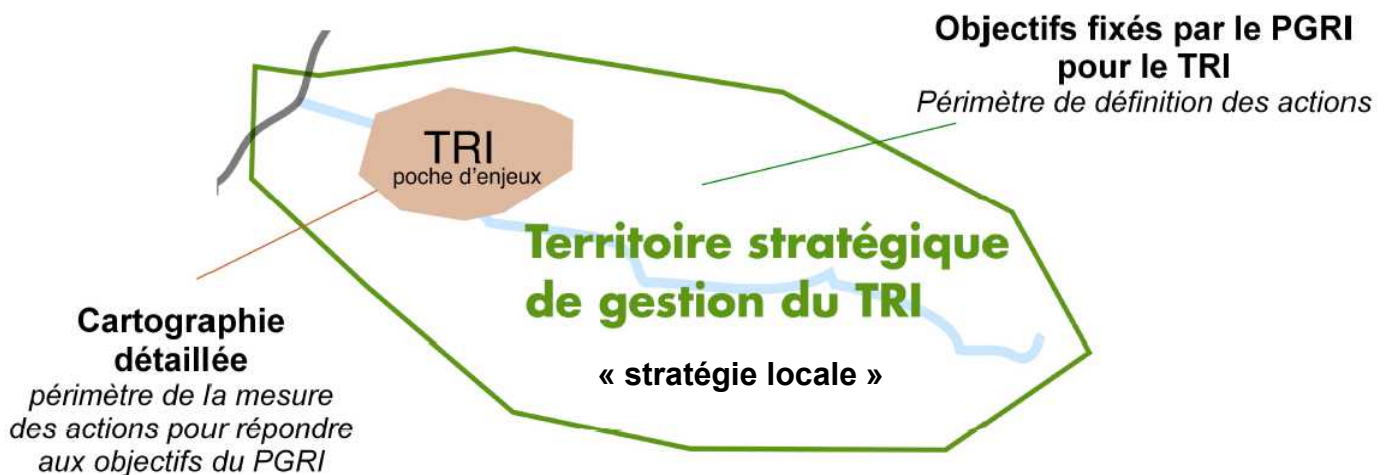 Objectifs fixés par le PGRI
pour le TRI
Périmètre de définition des actions
TRI
poche d'enjeux
Territoire stratégique
de gestion du TRI
« stratégie locale »
Cartographie
détaillée
périmètre de la mesure
des actions pour répondre
aux objectifs du PGRI